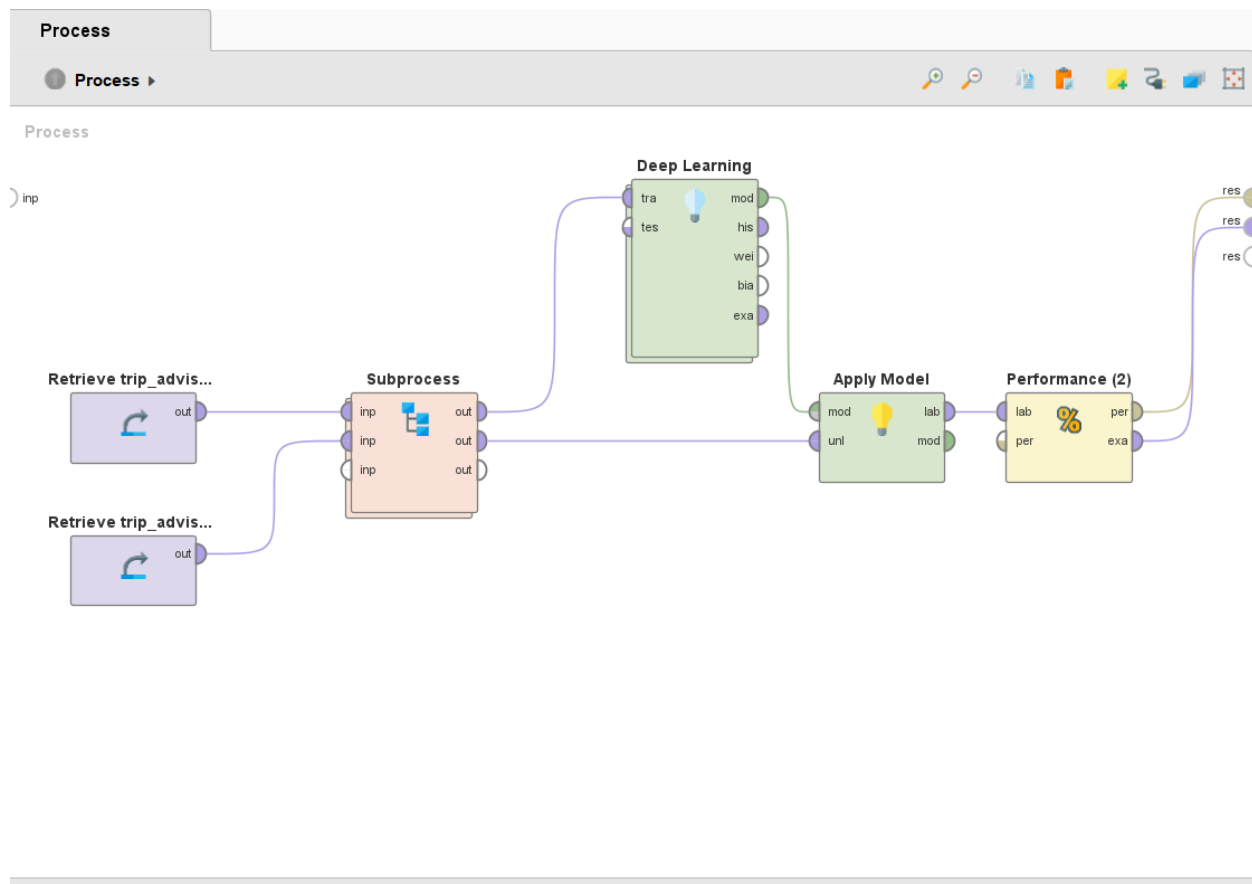 Process
Process
Process
inp
Deep Learning
tra mod
tes his
wei
bia
exa
res
res
res
Retrieve trip_advis...
out
Subprocess
inp out
inp out
inp out
Apply Model
mod lab
unl mod
Performance (2)
lab per
per exa
%
Retrieve trip_advis...
out